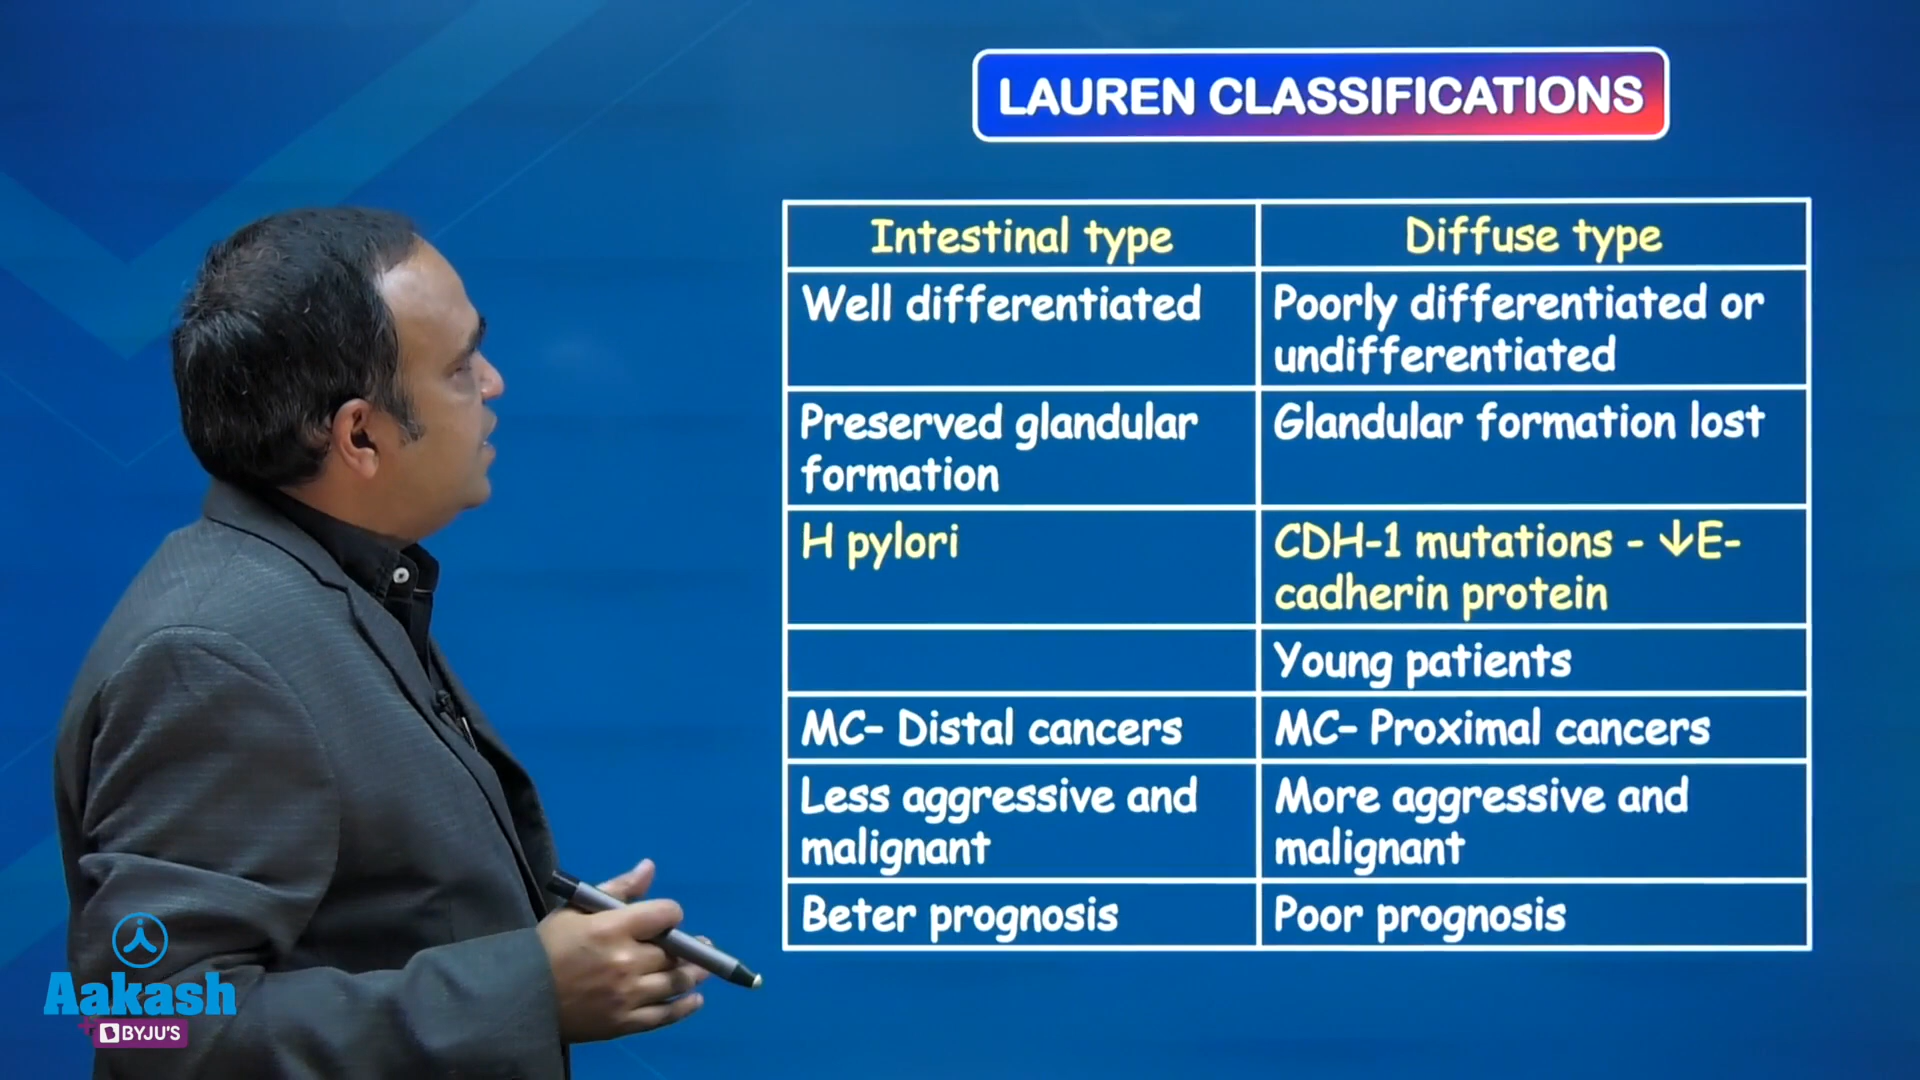 LAUREN CLASSIFICATIONS
Intestinal type
Diffuse type
Well differentiated
Poorly differentiated or
undifferentiated
Preserved glandular
formation
Glandular formation lost
H pylori
CDH-1 mutations - ↓E-
cadherin protein
Young patients
MC- Distal cancers
MC- Proximal cancers
Less aggressive and
malignant
More aggressive and
malignant
Beter prognosis
Poor prognosis
Aakash
+ BYJU'S